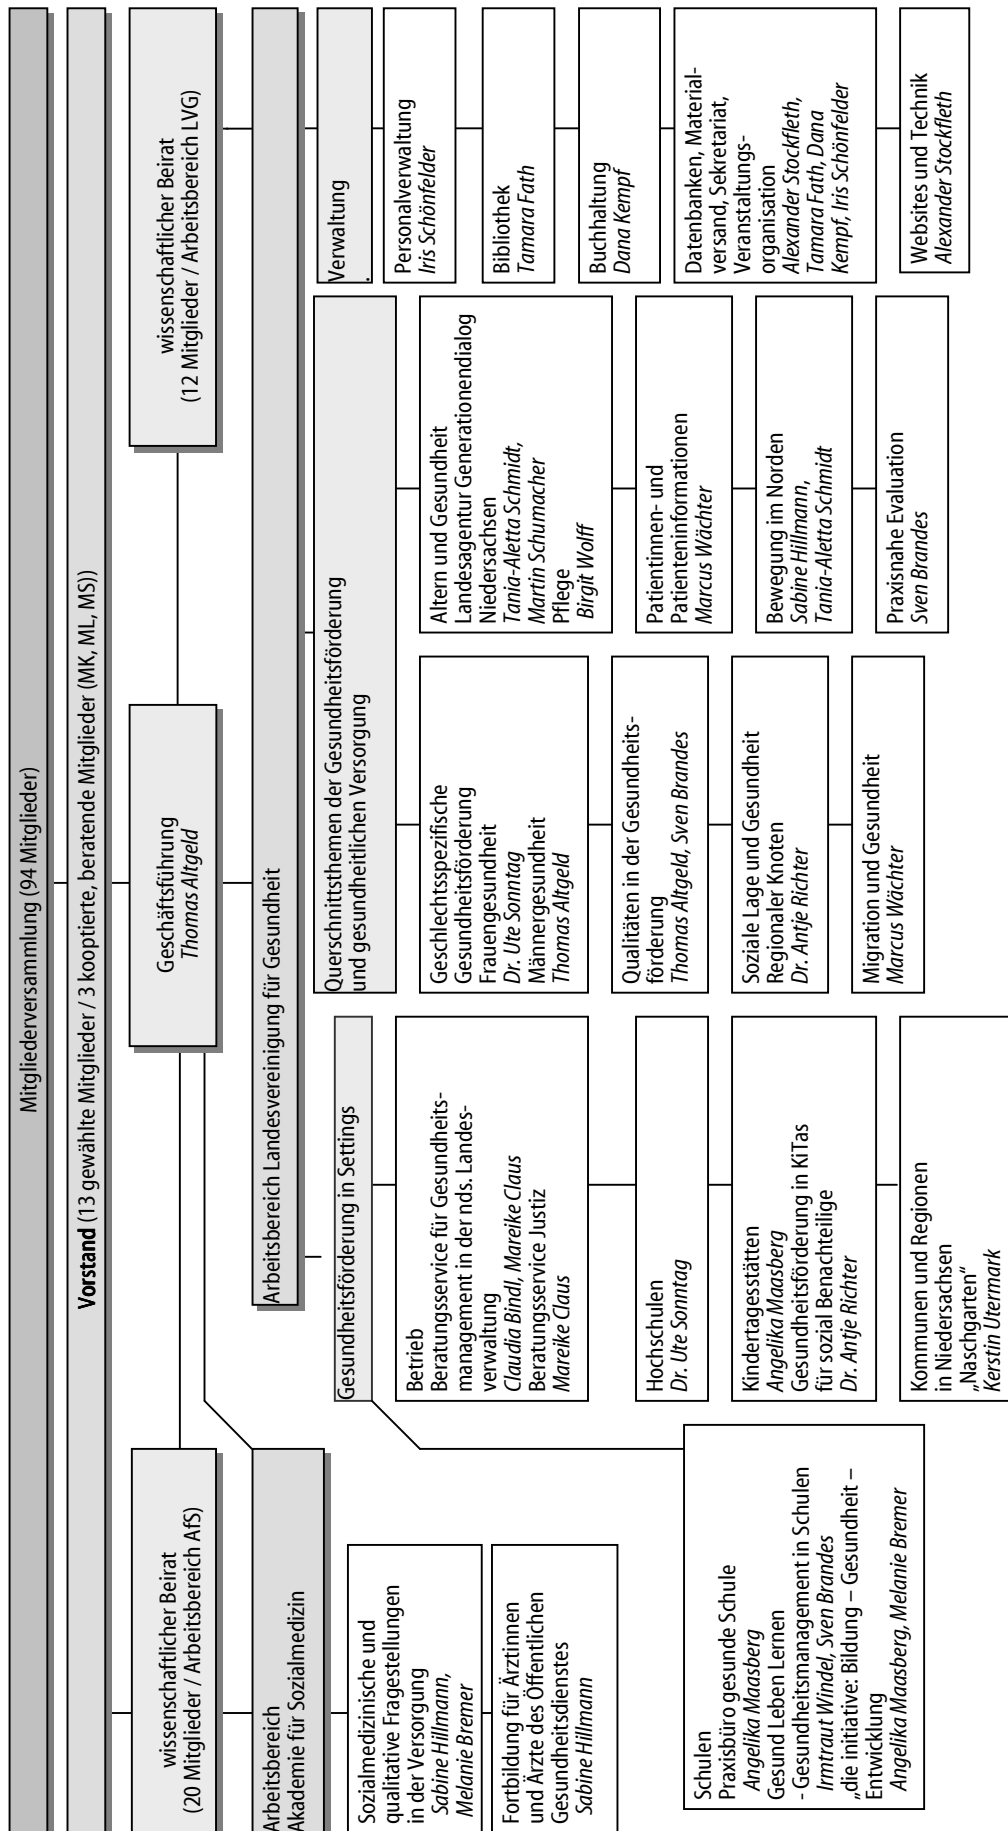 Mitgliederversammlung (94 Mitglieder)
Vorstand (13 gewählte Mitglieder / 3 kooptierte, beratende Mitglieder (MK, ML, MS))
wissenschaftlicher Beirat
(20 Mitglieder / Arbeitsbereich AfS)
Geschäftsführung
Thomas Altgeld
wissenschaftlicher Beirat
(12 Mitglieder / Arbeitsbereich LVG)
Arbeitsbereich
Akademie für Sozialmedizin
Arbeitsbereich Landesvereinigung für Gesundheit
Sozialmedizinische und
qualitative Fragestellungen
in der Versorgung
Sabine Hillmann,
Melanie Bremer
Fortbildung für Ärztinnen
und Ärzte des Öffentlichen
Gesundheitsdienstes
Sabine Hillmann
Gesundheitsförderung in Settings
Betrieb
Beratungsservice für Gesundheits-
management in der nds. Landes-
verwaltung
Claudia Bindl, Mareike Claus
Beratungsservice Justiz
Mareike Claus
Hochschulen
Dr. Ute Sonntag
Kindertagesstätten
Angelika Maasberg
Gesundheitsförderung in KiTas
für sozial Benachteilige
Dr. Antje Richter
Kommunen und Regionen
in Niedersachsen
„Naschgarten“
Kerstin Utermark
Schulen
Praxisbüro gesunde Schule
Angelika Maasberg
Gesund Leben Lernen
- Gesundheitsmanagement in Schulen
Irmtraut Windel, Sven Brandes
„die initiative: Bildung – Gesundheit –
Entwicklung
Angelika Maasberg, Melanie Bremer
Querschnittsthemen der Gesundheitsförderung
und gesundheitlichen Versorgung
Geschlechtsspezifische
Gesundheitsförderung
Frauengesundheit
Dr. Ute Sonntag
Männergesundheit
Thomas Altgeld
Qualitäten in der Gesundheits-
förderung
Thomas Altgeld, Sven Brandes
Soziale Lage und Gesundheit
Regionaler Knoten
Dr. Antje Richter
Migration und Gesundheit
Marcus Wächter
Altern und Gesundheit
Landesagentur Generationendialog
Niedersachsen
Tania-Aletta Schmidt,
Martin Schumacher
Pflege
Birgit Wolff
Patientinnen- und
Patienteninformationen
Marcus Wächter
Bewegung im Norden
Sabine Hillmann,
Tania-Aletta Schmidt
Praxisnahe Evaluation
Sven Brandes
Verwaltung
.
Personalverwaltung
Iris Schönfelder
Bibliothek
Tamara Fath
Buchhaltung
Dana Kempf
Datenbanken, Material-
versand, Sekretariat,
Veranstaltungs-
organisation
Alexander Stockfleth,
Tamara Fath, Dana
Kempf, Iris Schönfelder
Websites und Technik
Alexander Stockfleth